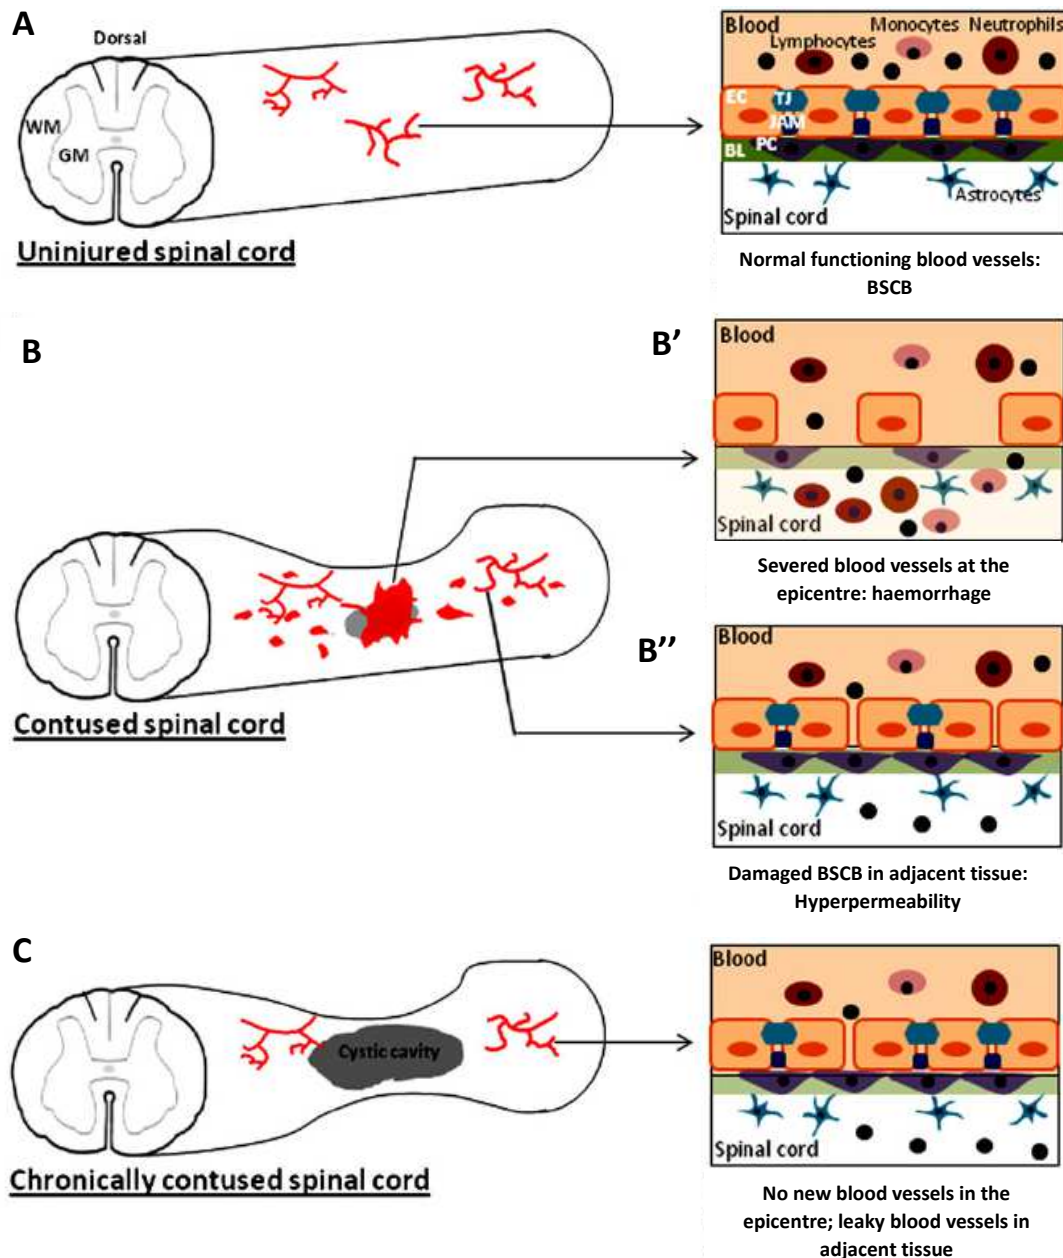 A
Dorsal
WM
GM
Uninjured spinal cord
Blood
Monocytes
Neutrophils
Lymphocytes
EC
TJ
JAM
PC
BL
Astrocytes
Spinal cord
Normal functioning blood vessels:
BSCB
B
Contused spinal cord
B'
Blood
Spinal cord
Severed blood vessels at the
epicentre: haemorrhage
B''
Blood
Spinal cord
Damaged BSCB in adjacent tissue:
Hyperpermeability
C
Cystic cavity
Chronically contused spinal cord
Blood
Spinal cord
No new blood vessels in the
epicentre; leaky blood vessels in
adjacent tissue